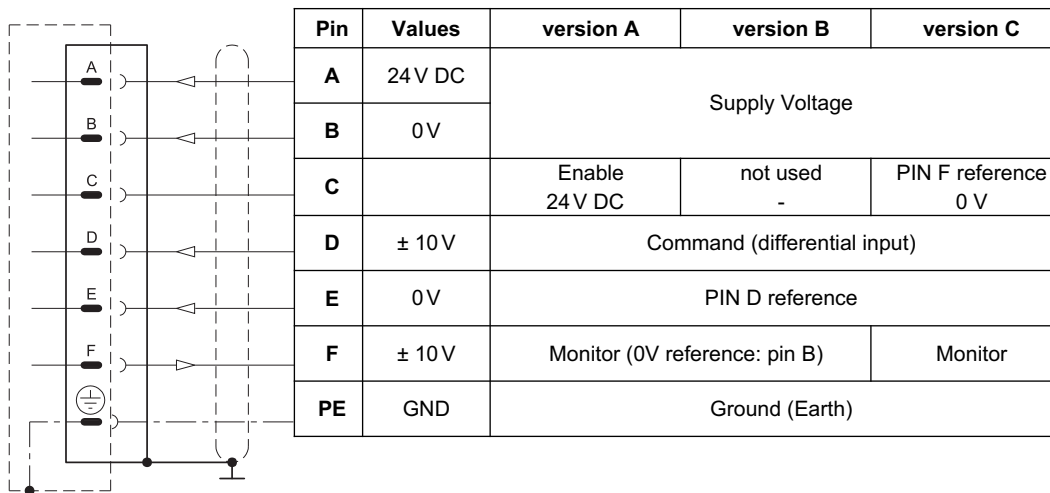 A
B
C
D
E
F
Pin Values version A version B version C
A 24 V DC
Supply Voltage
B 0 V
C Enable not used PIN F reference
24 V DC - 0 V
D ± 10 V Command (differential input)
E 0 V PIN D reference
F ± 10 V Monitor (0V reference: pin B) Monitor
PE GND Ground (Earth)